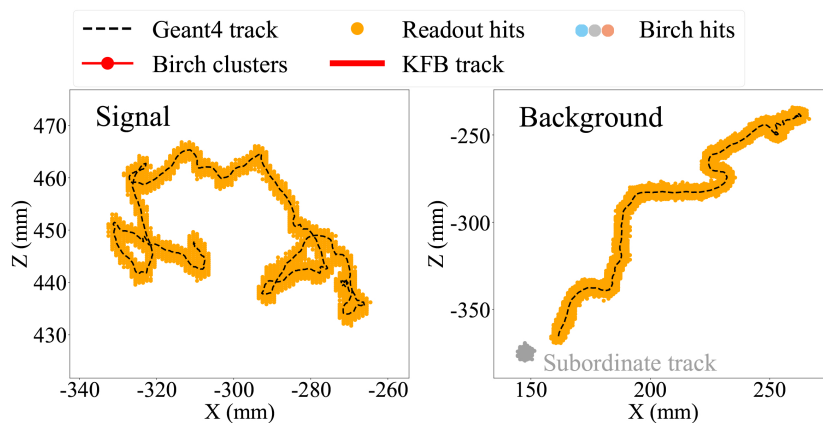 Geant4 track Readout hits Birch hits
Birch clusters KFB track
Signal
470
460
450
440
430
Z (mm)
-340 -320 -300 -280 -260
X (mm)
Background
-250
-300
-350
Z (mm)
Subordinate track
150 200 250
X (mm)